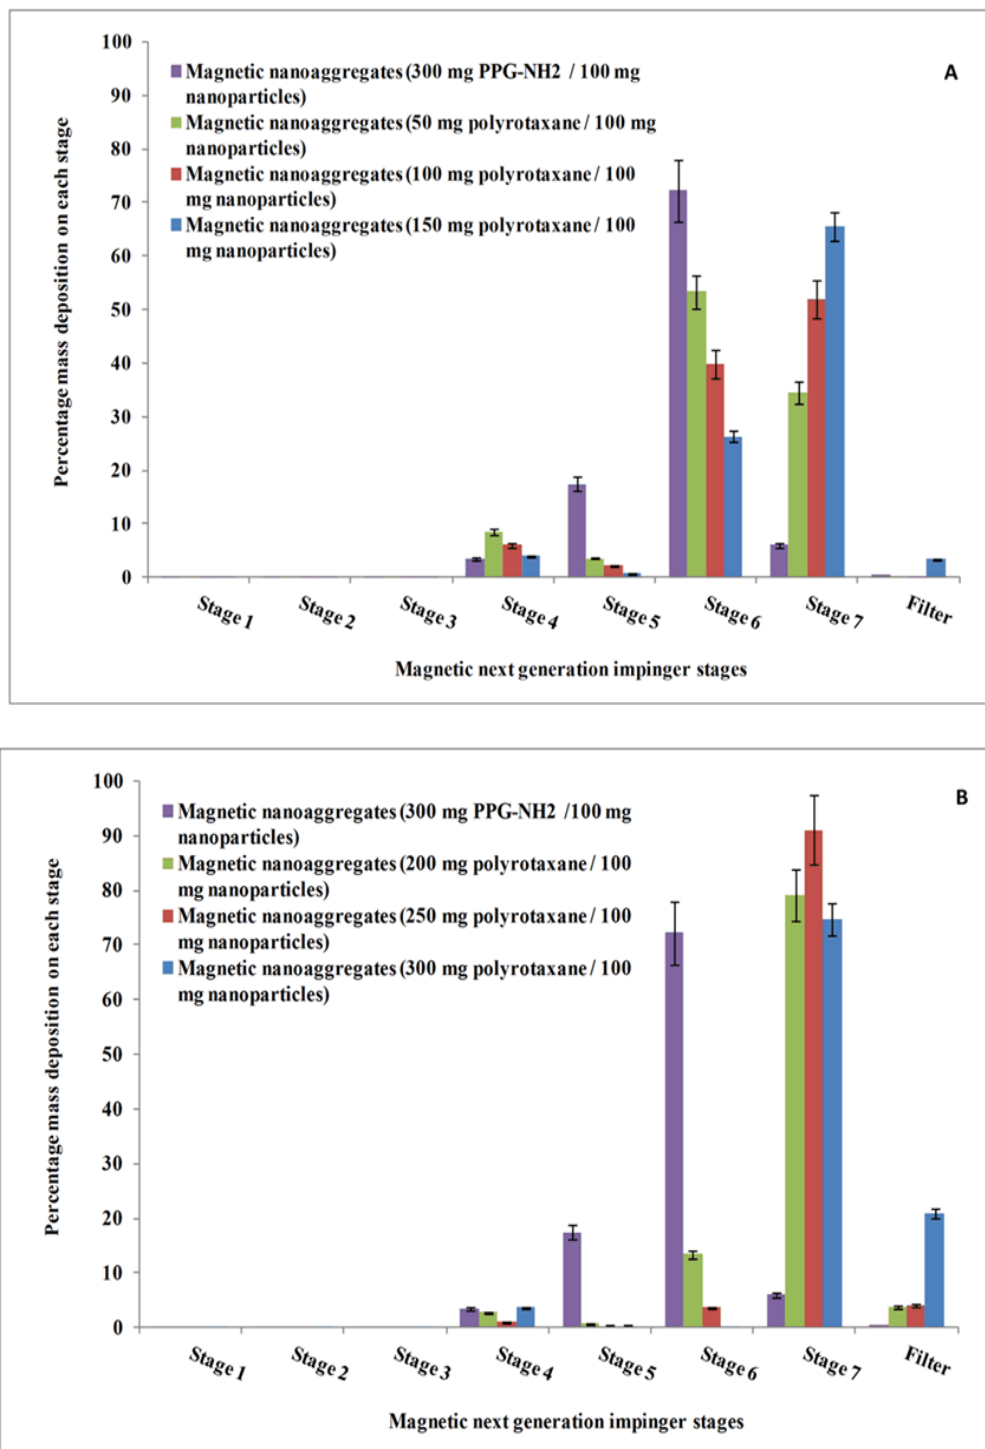 100
90
80
70
60
50
40
30
20
10
0
Percentage mass deposition on each stage
A
Magnetic nanoaggregates (300 mg PPG-NH2 / 100 mg
nanoparticles)
Magnetic nanoaggregates (50 mg polyrotaxane / 100 mg
nanoparticles)
Magnetic nanoaggregates (100 mg polyrotaxane / 100
mg nanoparticles)
Magnetic nanoaggregates (150 mg polyrotaxane / 100
mg nanoparticles)
Stage 1
Stage 2
Stage 3
Stage 4
Stage 5
Stage 6
Stage 7
Filter
Magnetic next generation impinger stages
100
90
80
70
60
50
40
30
20
10
0
Percentage mass deposition on each stage
B
Magnetic nanoaggregates (300 mg PPG-NH2 /100 mg
nanoparticles)
Magnetic nanoaggregates (200 mg polyrotaxane / 100
mg nanoparticles)
Magnetic nanoaggregates (250 mg polyrotaxane / 100
mg nanoparticles)
Magnetic nanoaggregates (300 mg polyrotaxane / 100
mg nanoparticles)
Stage 1
Stage 2
Stage 3
Stage 4
Stage 5
Stage 6
Stage 7
Filter
Magnetic next generation impinger stages